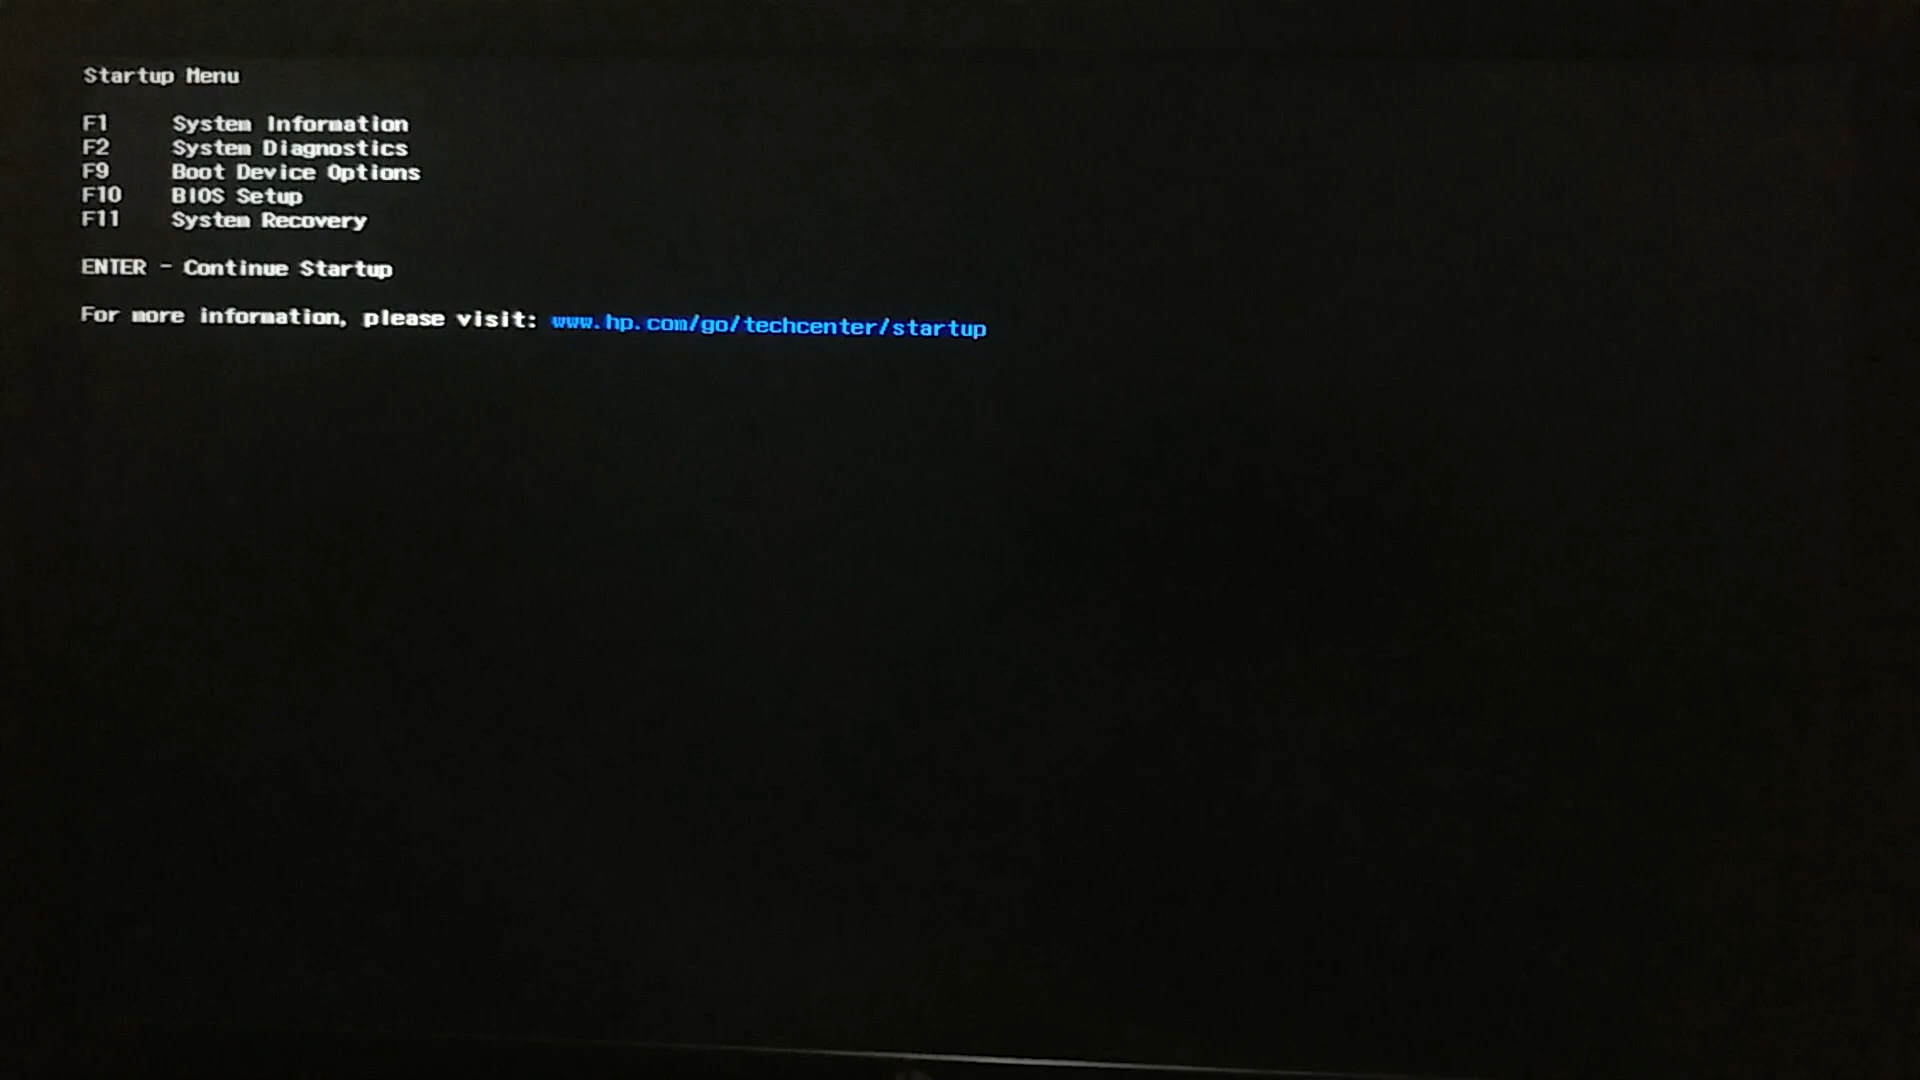 Startup Menu
F1 System Information
F2 System Diagnostics
F9 Boot Device Options
F10 BIOS Setup
F11 System Recovery
ENTER - Continue Startup
For more information, please visit: www.hp.com/go/techcenter/startup